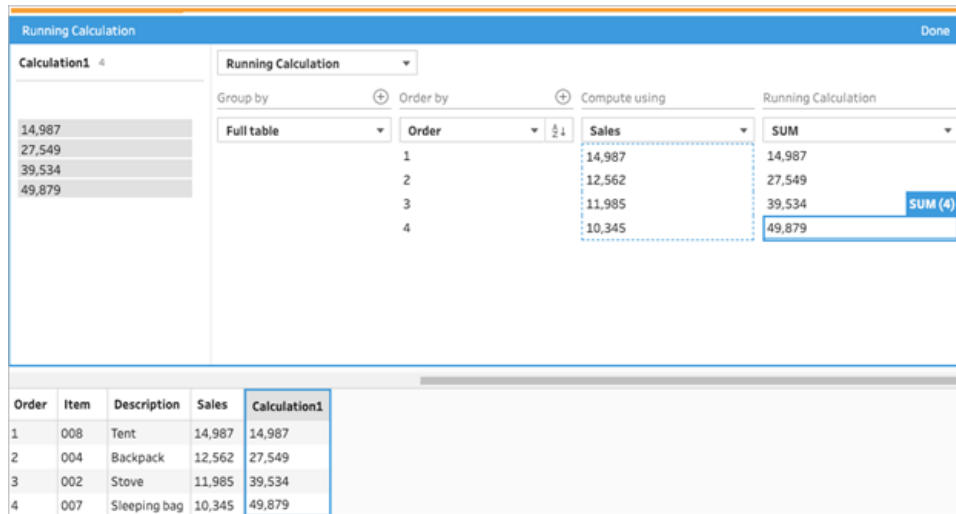 Running Calculation Done
Calculation1 4
Running Calculation
Group by Order by Compute using Running Calculation
Full table Order Sales SUM
14,987
27,549
39,534
49,879
1 14,987 14,987
2 12,562 27,549
3 11,985 39,534 SUM (4)
4 10,345 49,879
Order Item Description Sales Calculation1
1 008 Tent 14,987 14,987
2 004 Backpack 12,562 27,549
3 002 Stove 11,985 39,534
4 007 Sleeping bag 10,345 49,879